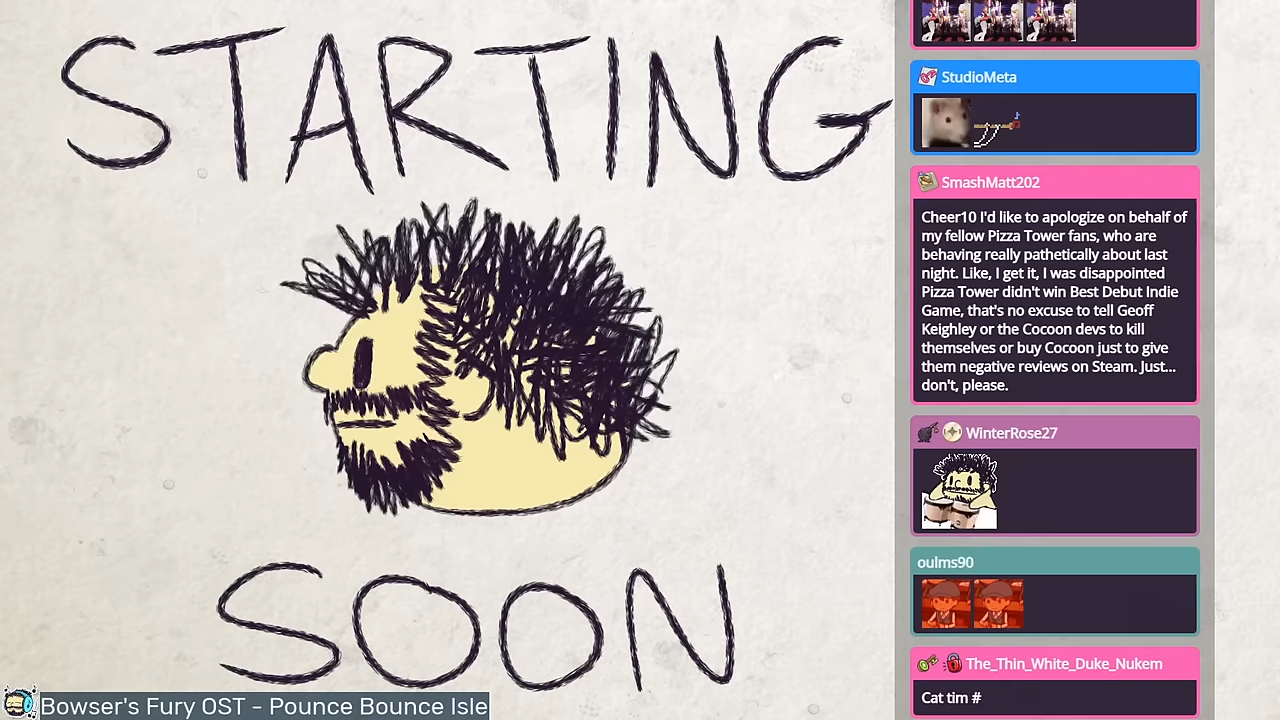 STARTING
SOON
Bowser's Fury OST - Pounce Bounce Isle
StudioMeta
SmashMatt202
Cheer10 I'd like to apologize on behalf of
my fellow Pizza Tower fans, who are
behaving really pathetically about last
night. Like, I get it, I was disappointed
Pizza Tower didn't win Best Debut Indie
Game, that's no excuse to tell Geoff
Keighley or the Cocoon devs to kill
themselves or buy Cocoon just to give
them negative reviews on Steam. Just...
don't, please.
WinterRose27
oulms90
The_Thin_White_Duke_Nukem
Cat tim #